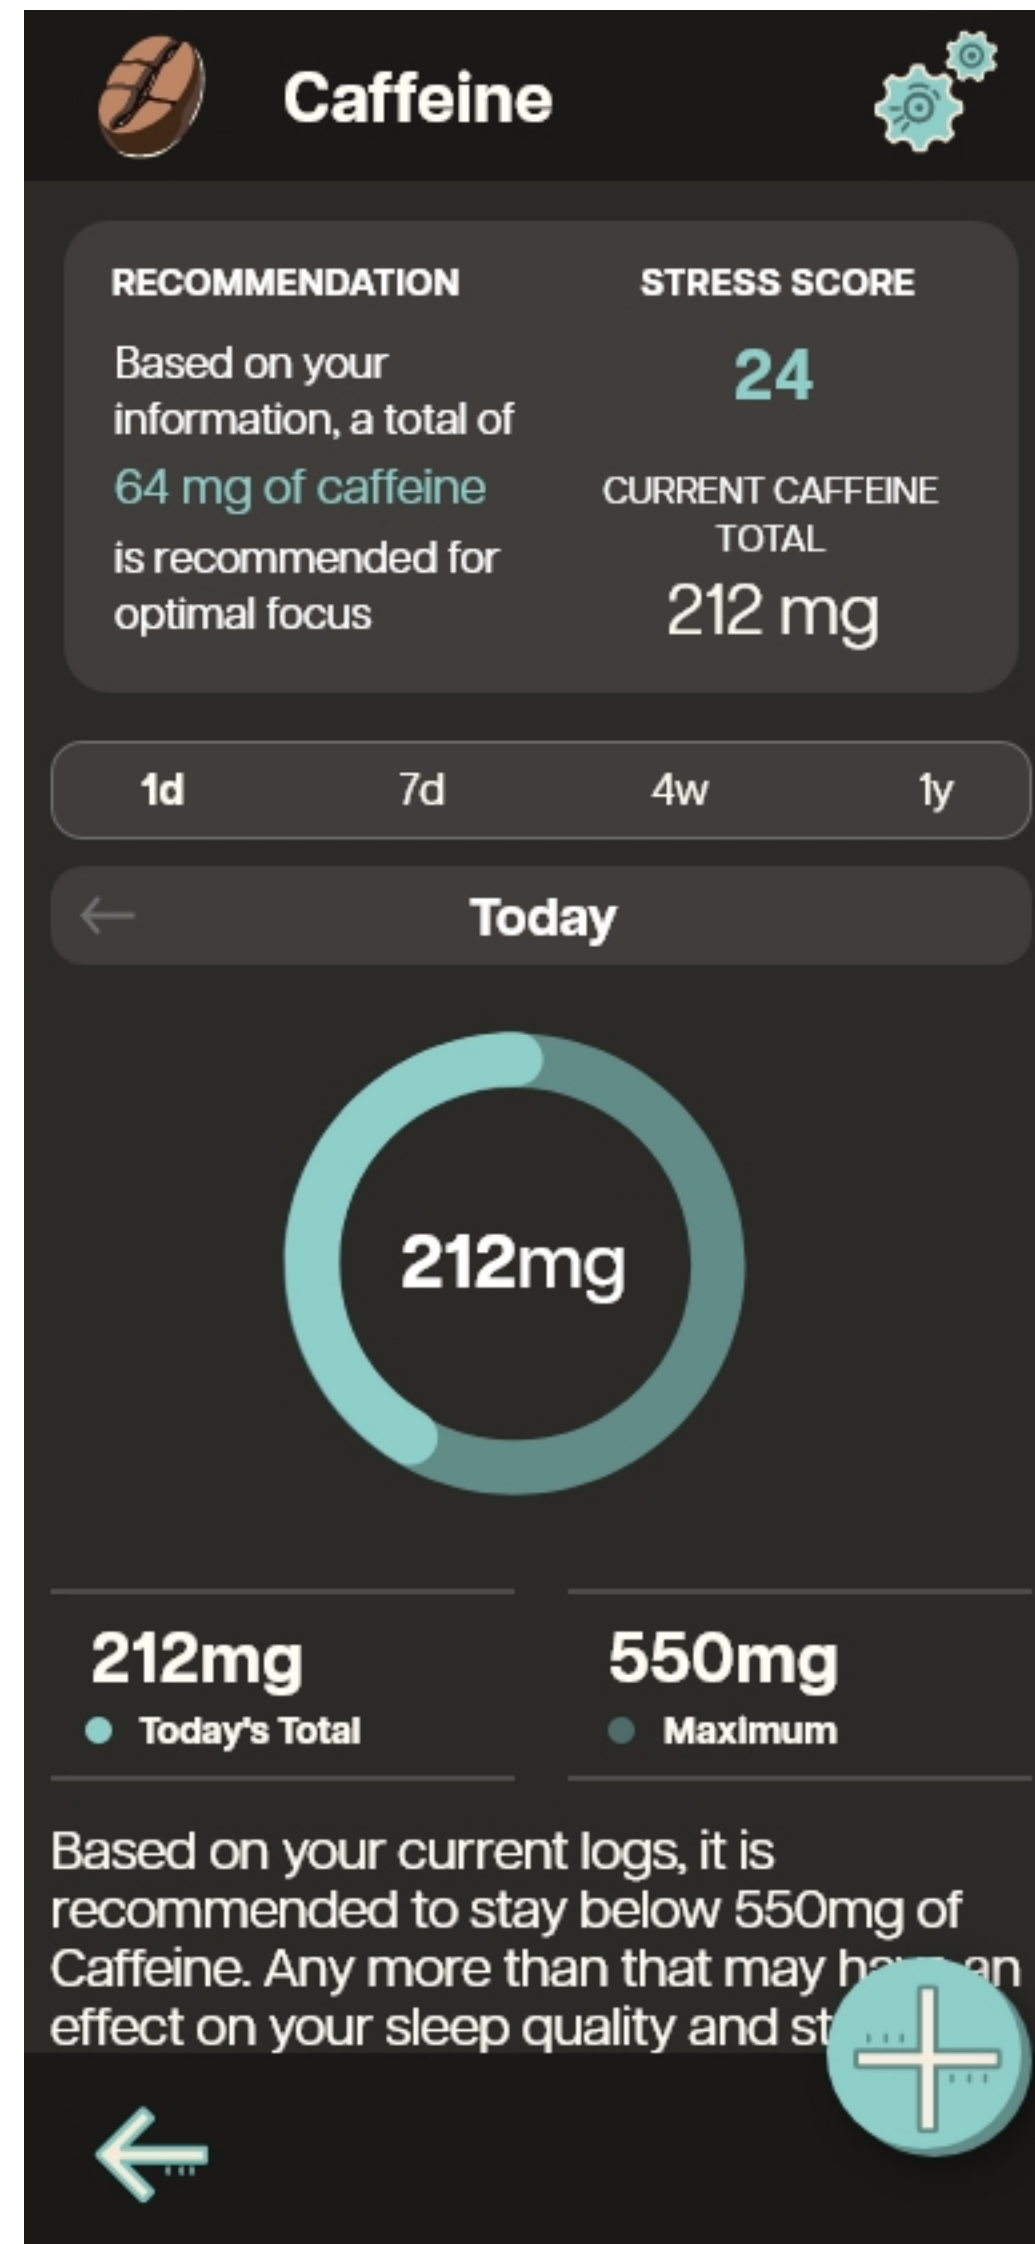 Caffeine
RECOMMENDATION
Based on your
information, a total of
64 mg of caffeine
is recommended for
optimal focus
STRESS SCORE
24
CURRENT CAFFEINE
TOTAL
212 mg
1d 7d 4w 1y
Today
212mg
212mg
Today's Total
550mg
Maximum
Based on your current logs, it is
recommended to stay below 550mg of
Caffeine. Any more than that may an
effect on your sleep quality and